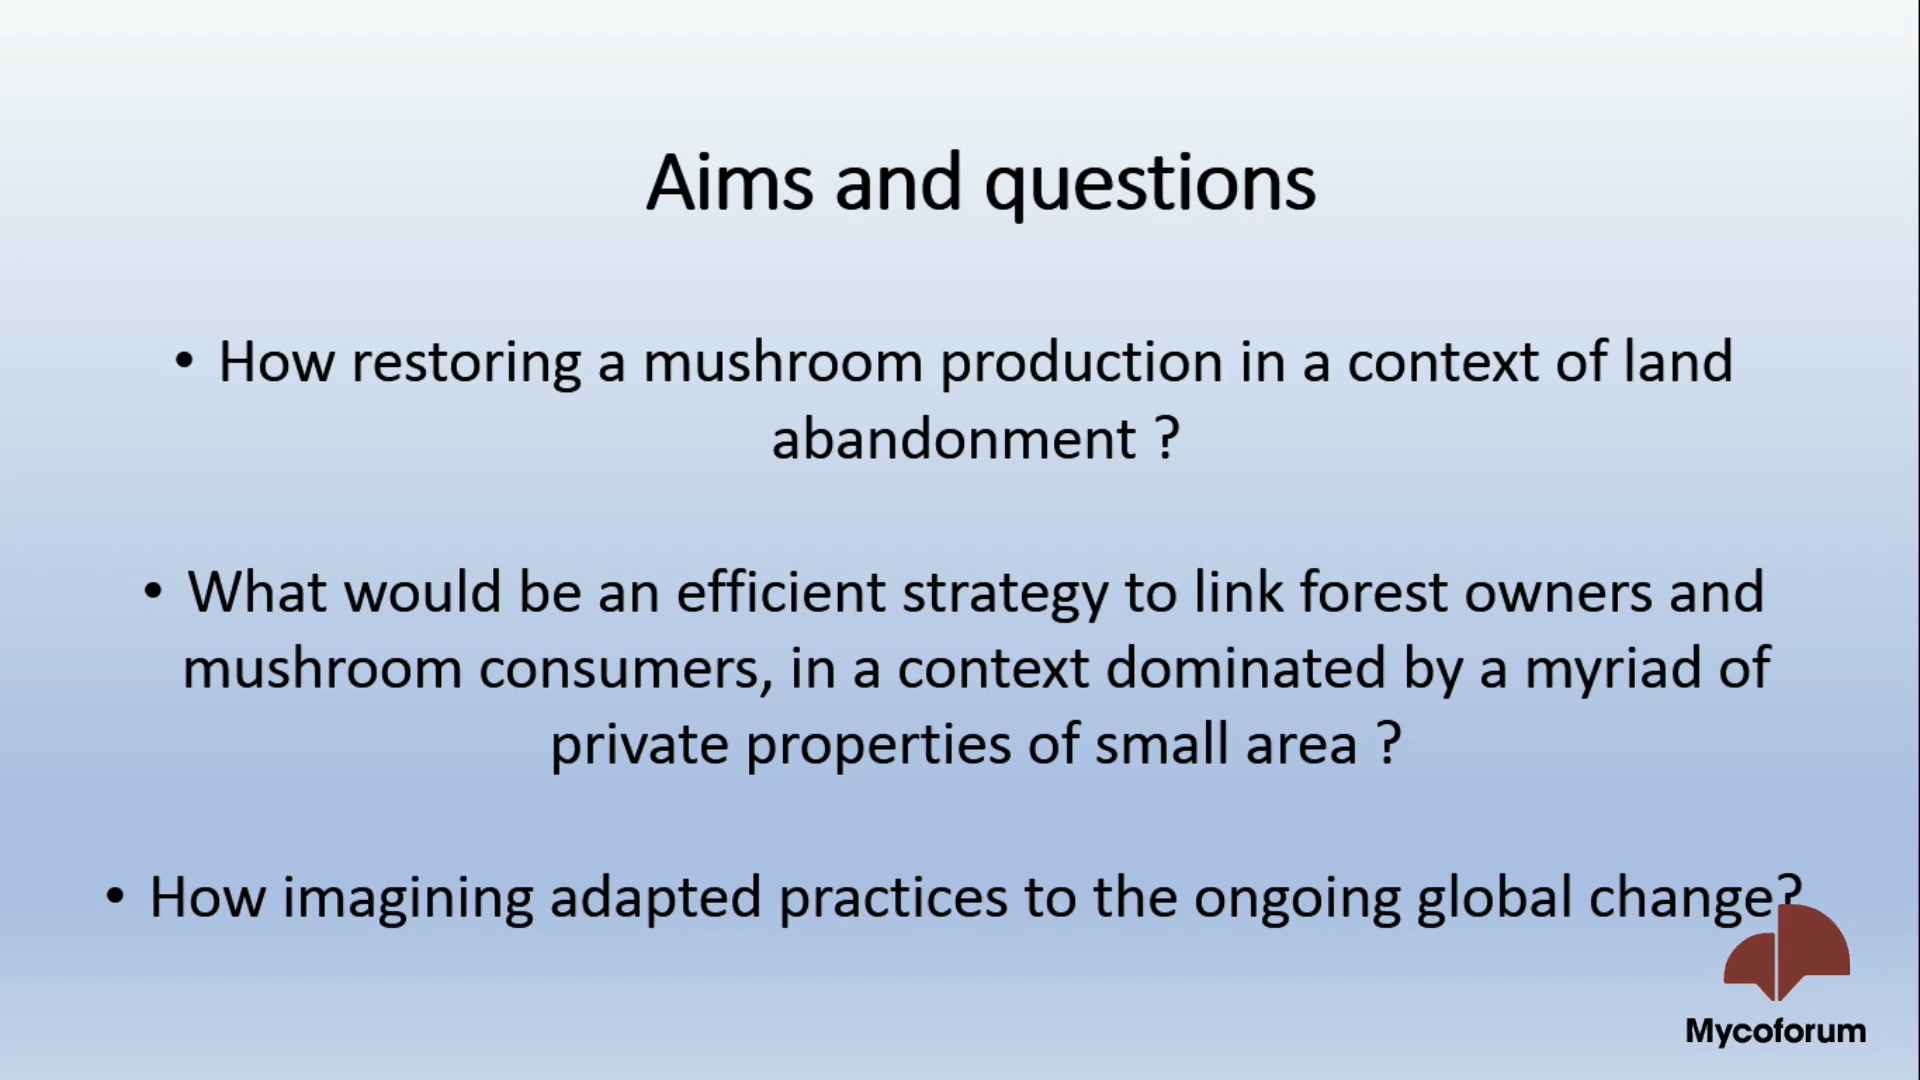 Aims and questions
• How restoring a mushroom production in a context of land
abandonment ?
• What would be an efficient strategy to link forest owners and
mushroom consumers, in a context dominated by a myriad of
private properties of small area ?
• How imagining adapted practices to the ongoing global change?
Mycoforum